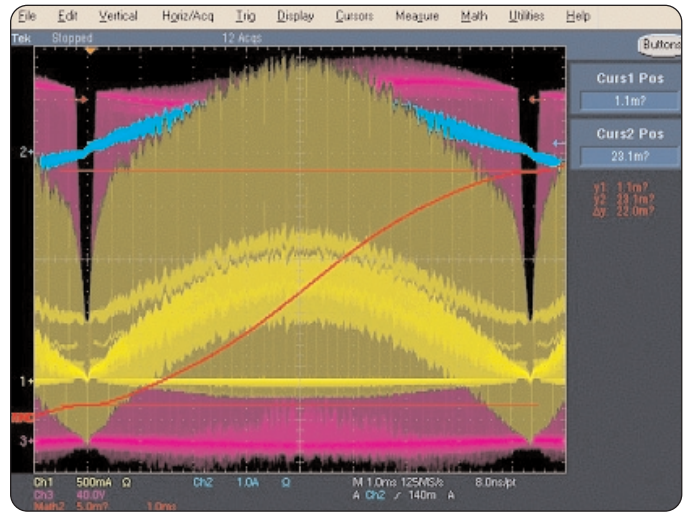 File Edit Vertical Horiz/Acq Trig Display Cursors Measure Math Utilities Help
Tek Stopped 12 Acqs
Buttons
Curs1 Pos
1.1m?
Curs2 Pos
23.1m?
y1: 1.1m?
y2: 23.1m?
Δy: 22.0m?
2
1
3
Ch1 500mA Ω Ch2 1.0A Ω M 1.0ms 125MS/s 8.0ns/pt
Ch3 40.0V A Ch2 ∕ 140m A
Math2 5.0m? 1.0ms